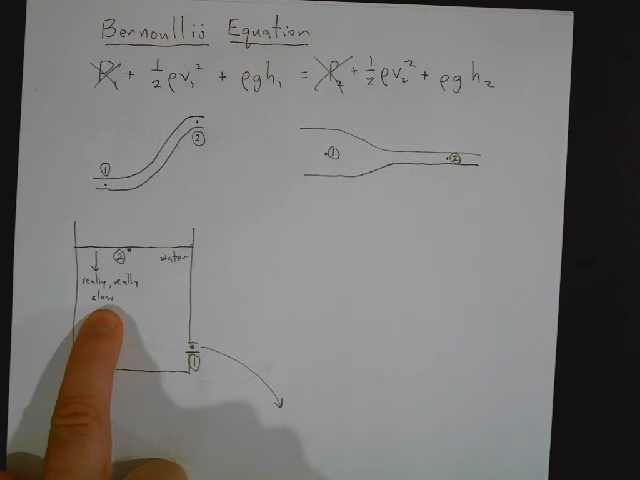 Bernoulli's Equation
P₁ + ½ρv₁² + ρgh₁ = P₂ + ½ρv₂² + ρgh₂
① ②
① ②
② water
really, really
slow
①